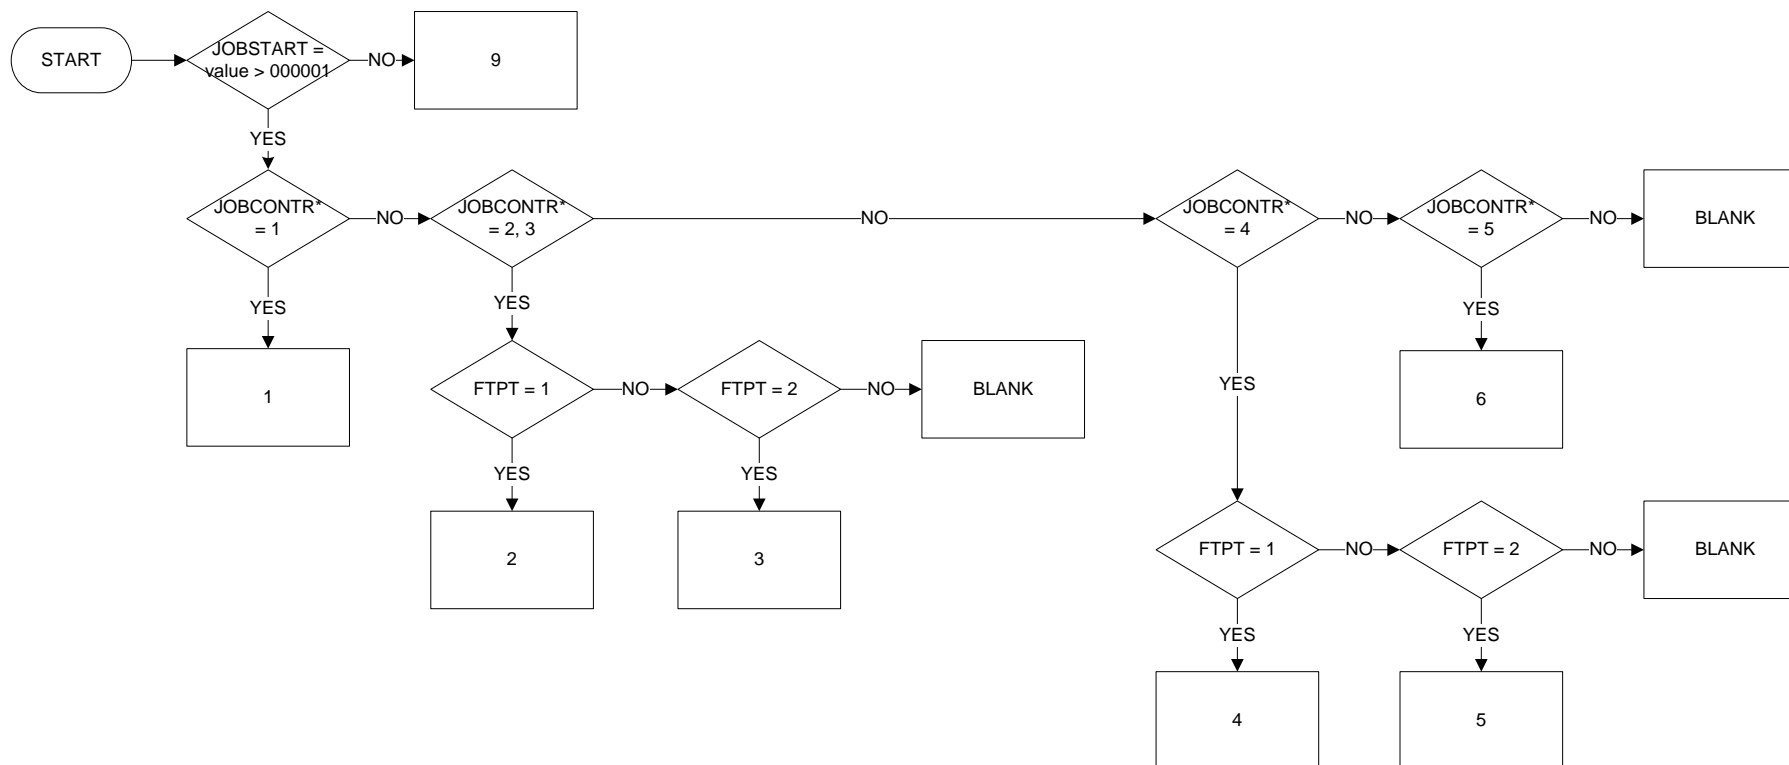 START
JOBSTART =
value > 000001
NO
9
YES
JOBCONTR*
= 1
NO
JOBCONTR*
= 2, 3
NO
JOBCONTR*
= 4
NO
JOBCONTR*
= 5
NO
BLANK
YES
YES
YES
YES
1
FTPT = 1
NO
FTPT = 2
NO
BLANK
6
YES
YES
2
3
FTPT = 1
NO
FTPT = 2
NO
BLANK
YES
YES
4
5